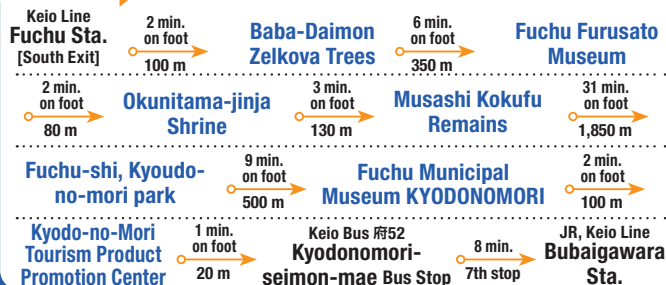 Keio Line
Fuchu Sta.
[South Exit]
2 min.
on foot
100 m
Baba-Daimon
Zelkova Trees
6 min.
on foot
350 m
Fuchu Furusato
Museum
2 min.
on foot
80 m
Okunitama-jinja
Shrine
3 min.
on foot
130 m
Musashi Kokufu
Remains
31 min.
on foot
1,850 m
Fuchu-shi, Kyoudo-
no-mori park
9 min.
on foot
500 m
Fuchu Municipal
Museum KYODONOMORI
2 min.
on foot
100 m
Kyodo-no-Mori
Tourism Product
Promotion Center
1 min.
on foot
20 m
Keio Bus 府52
Kyodonomori-
seimon-mae Bus Stop
8 min.
7th stop
JR, Keio Line
Bubaigawara
Sta.